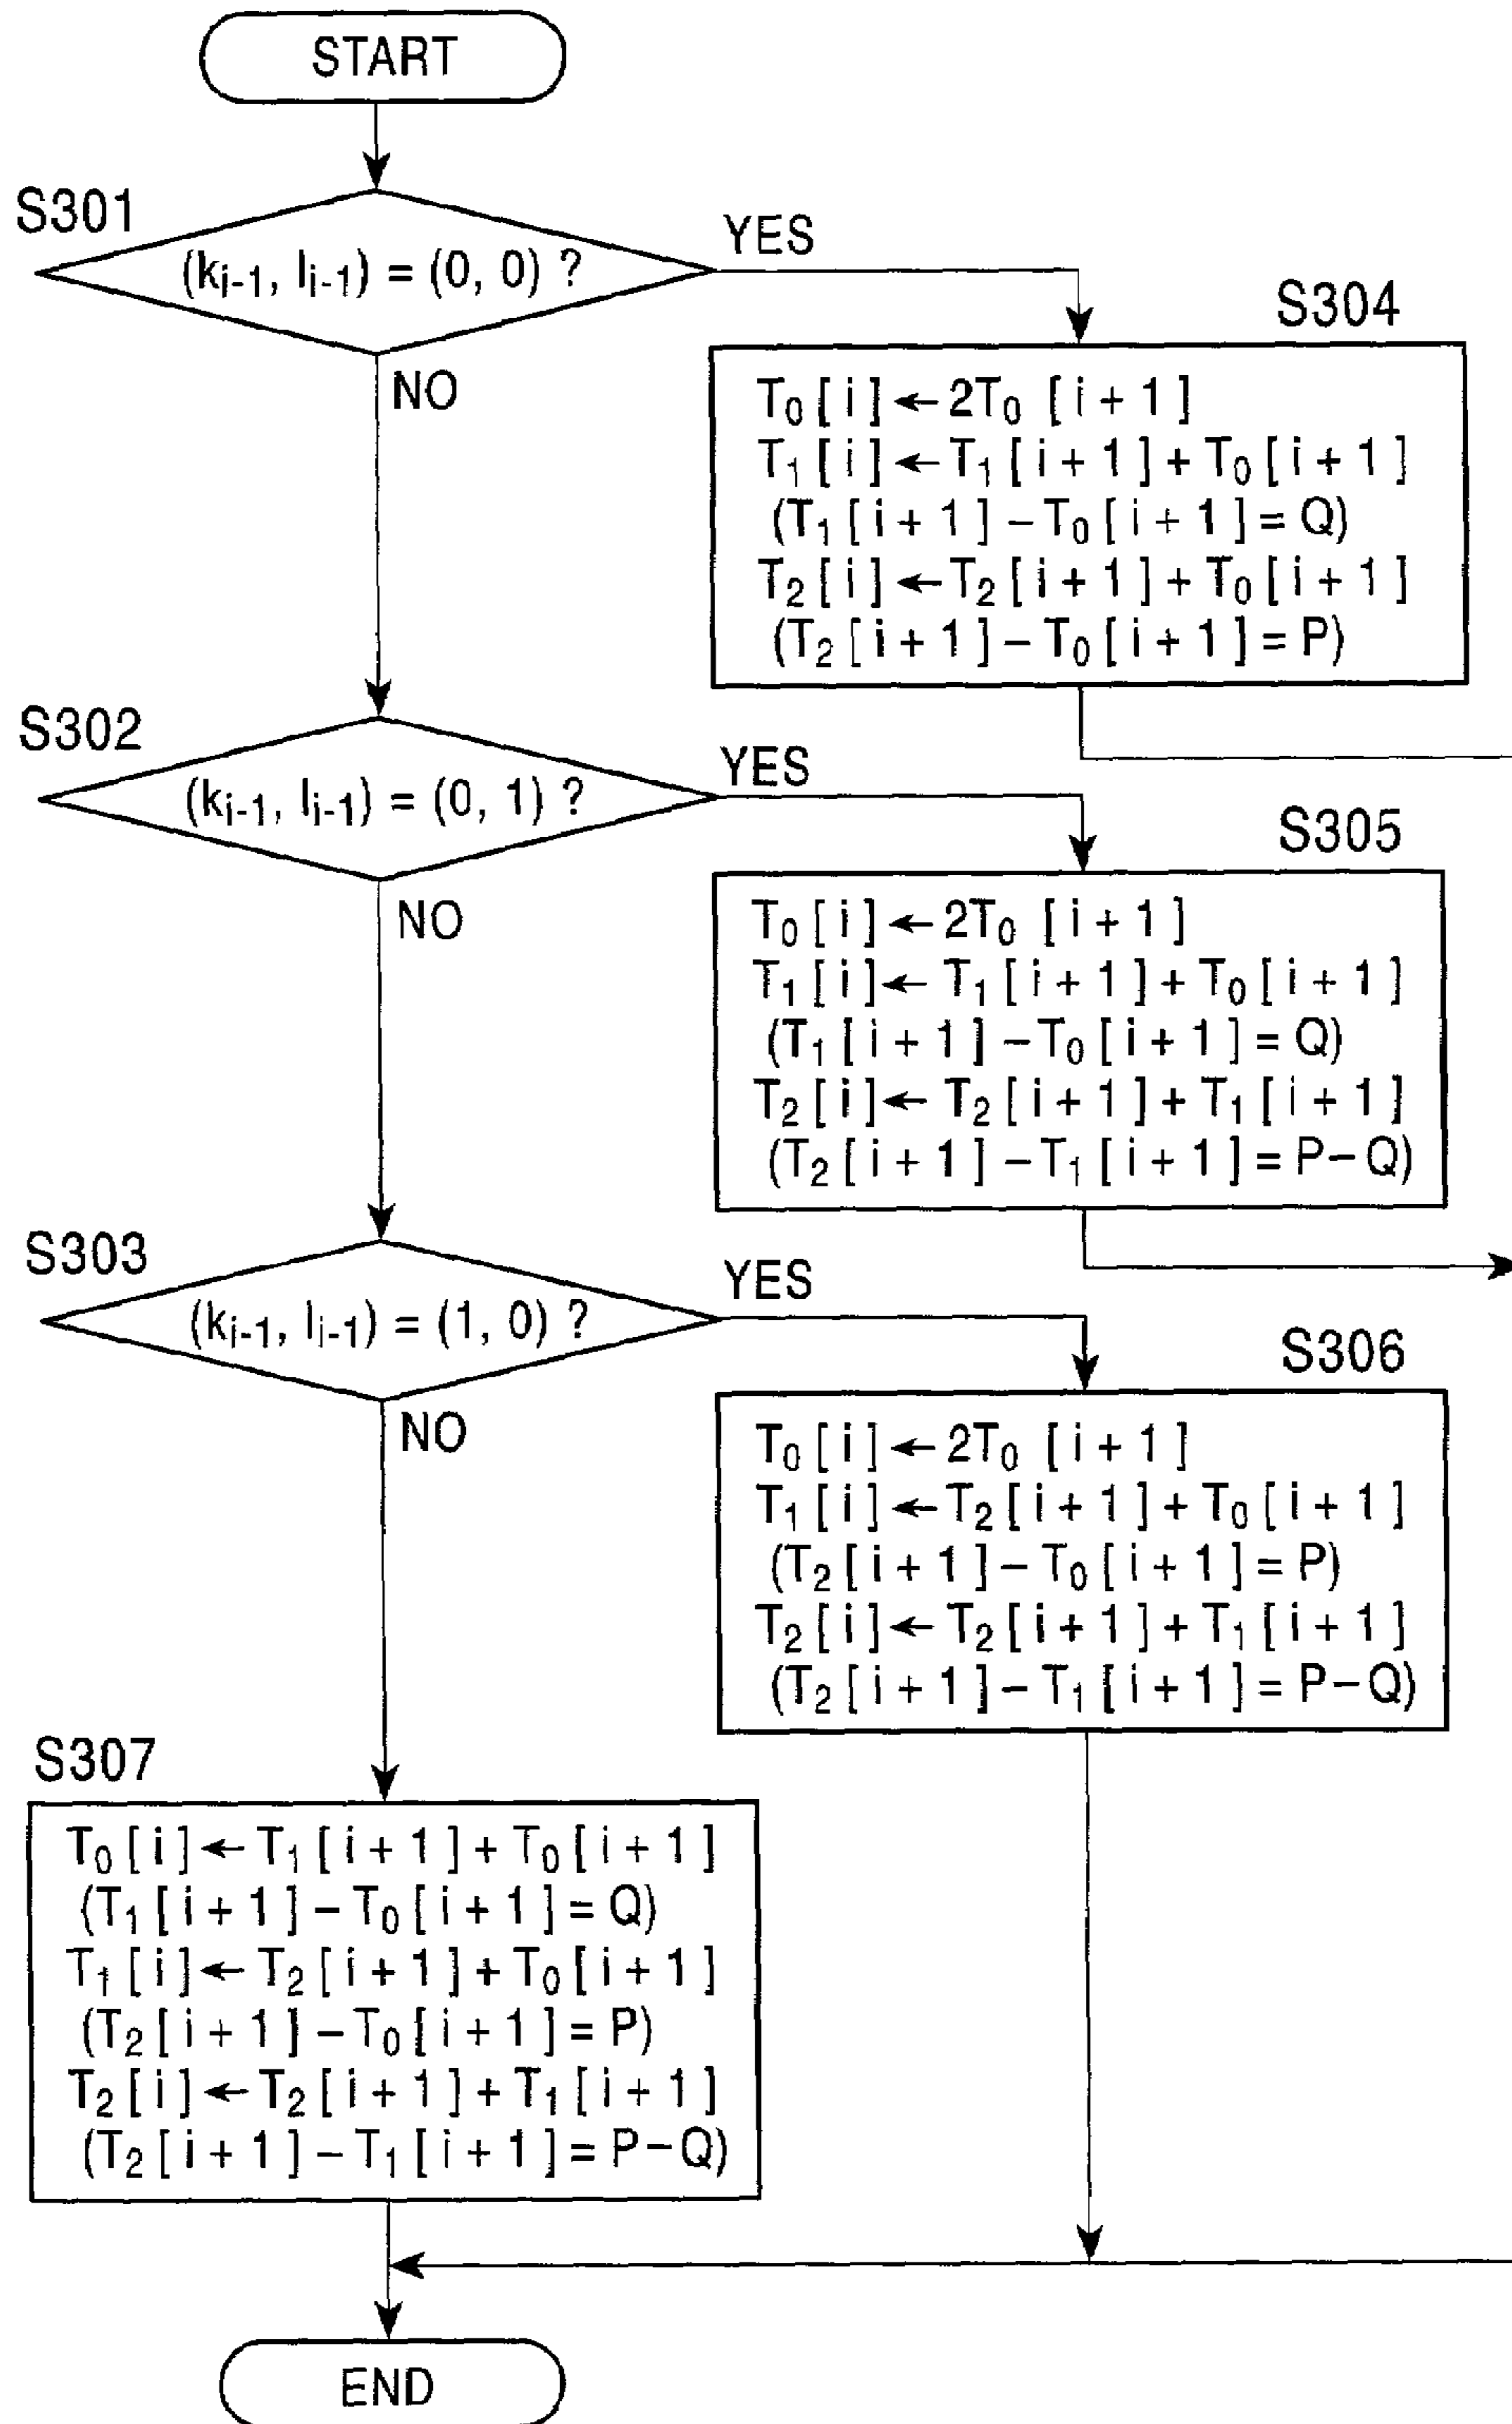 START
S301
(k_{i-1}, l_{i-1}) = (0, 0) ?
YES
NO
S304
T₀[i] ← 2T₀ [i + 1]
T₁[i] ← T₁[i + 1] + T₀[i + 1]
(T₁[i + 1] − T₀[i + 1] = Q)
T₂[i] ← T₂[i + 1] + T₀[i + 1]
(T₂[i + 1] − T₀[i + 1] = P)
S302
(k_{i-1}, l_{i-1}) = (0, 1) ?
YES
NO
S305
T₀[i] ← 2T₀ [i + 1]
T₁[i] ← T₁[i + 1] + T₀[i + 1]
(T₁[i + 1] − T₀[i + 1] = Q)
T₂[i] ← T₂[i + 1] + T₁[i + 1]
(T₂[i + 1] − T₁[i + 1] = P−Q)
S303
(k_{i-1}, l_{i-1}) = (1, 0) ?
YES
NO
S306
T₀[i] ← 2T₀ [i + 1]
T₁[i] ← T₂[i + 1] + T₀[i + 1]
(T₂[i + 1] − T₀[i + 1] = P)
T₂[i] ← T₂[i + 1] + T₁[i + 1]
(T₂[i + 1] − T₁[i + 1] = P−Q)
S307
T₀[i] ← T₁[i + 1] + T₀[i + 1]
(T₁[i + 1] − T₀[i + 1] = Q)
T₁[i] ← T₂[i + 1] + T₀[i + 1]
(T₂[i + 1] − T₀[i + 1] = P)
T₂[i] ← T₂[i + 1] + T₁[i + 1]
(T₂[i + 1] − T₁[i + 1] = P−Q)
END